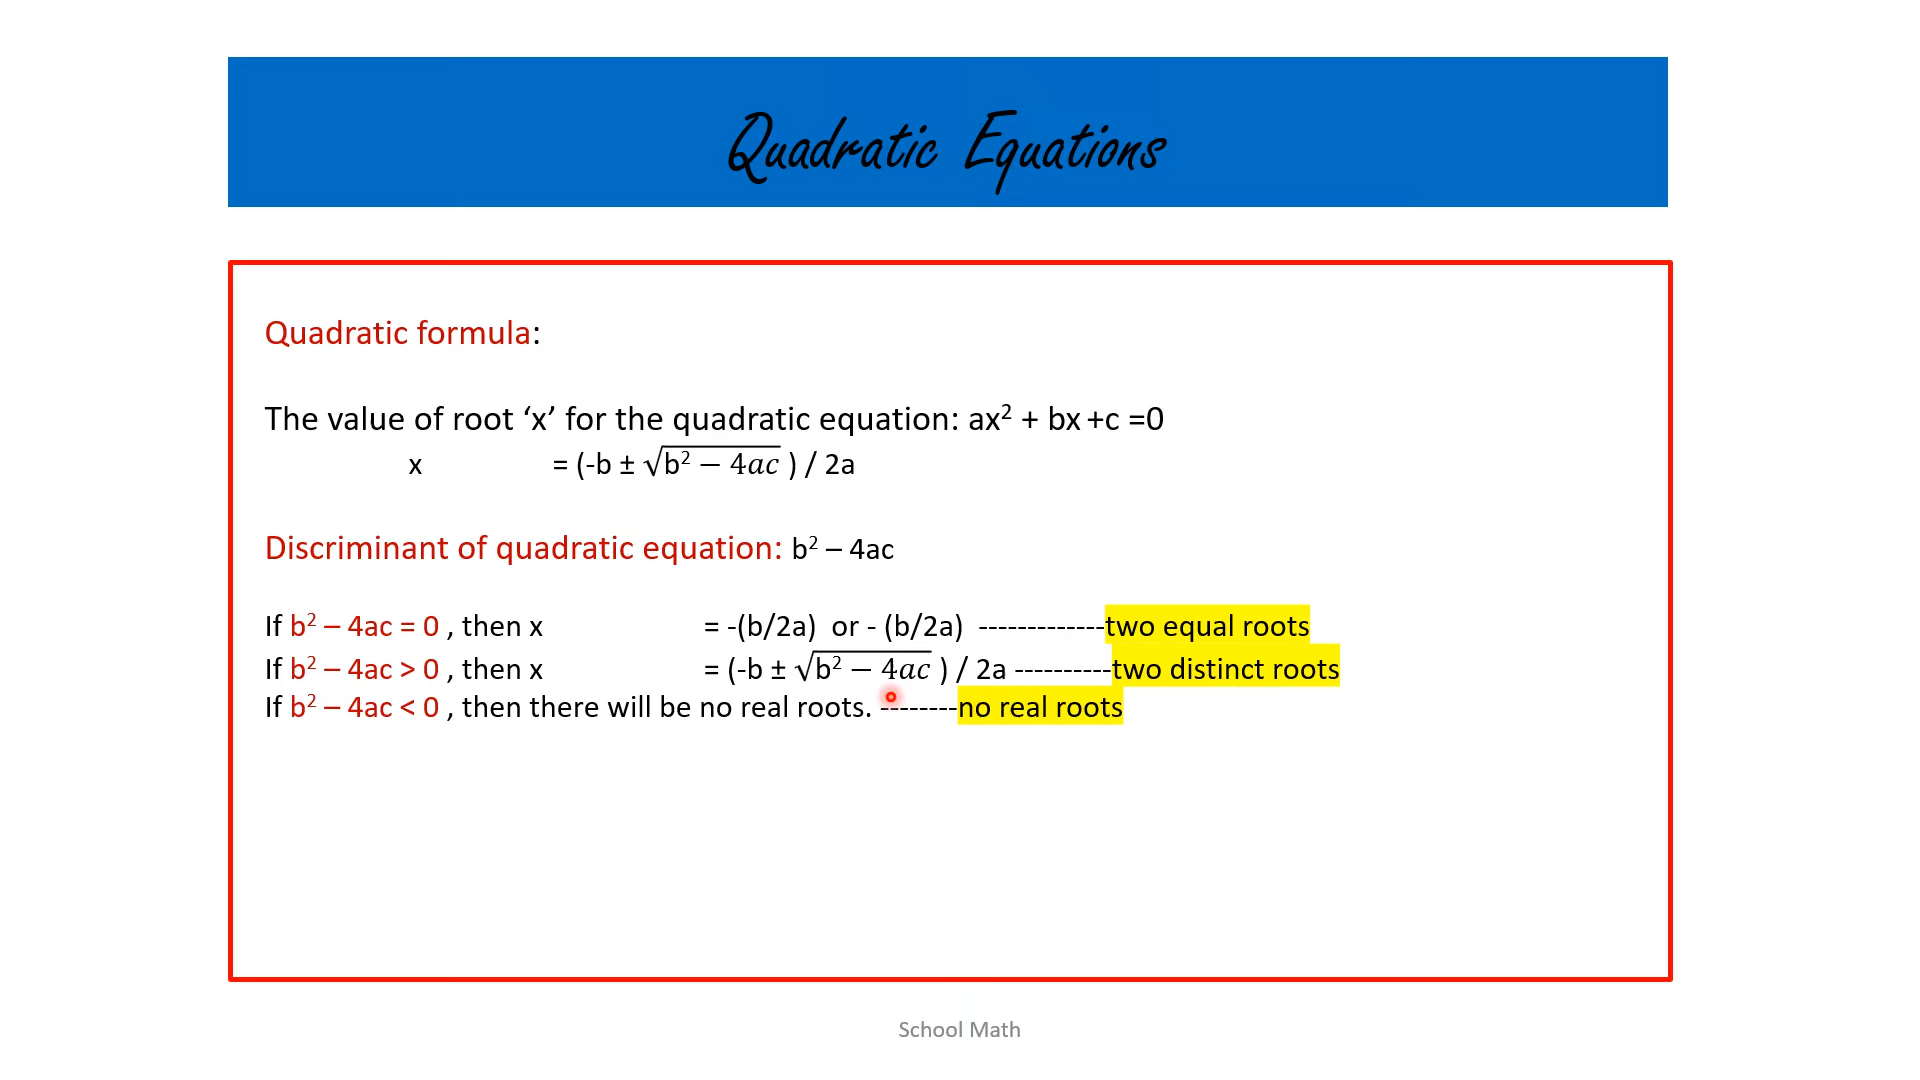 Quadratic Equations
Quadratic formula:
The value of root ‘x’ for the quadratic equation: ax² + bx +c =0
x = (-b ± √b² − 4ac ) / 2a
Discriminant of quadratic equation: b² – 4ac
If b² – 4ac = 0 , then x = -(b/2a) or - (b/2a) -------------two equal roots
If b² – 4ac > 0 , then x = (-b ± √b² − 4ac ) / 2a ----------two distinct roots
If b² – 4ac < 0 , then there will be no real roots. --------no real roots
School Math